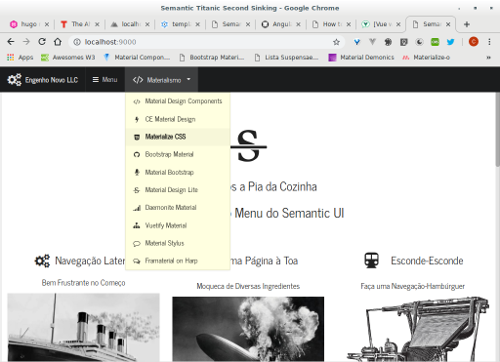 Semantic Titanic Second Sinking - Google Chrome
hugo
The A
localh
templ
Seman
Angula
How t
[Vue
Seman
localhost:9000
Apps
Awesomes W3
Material Compon...
Bootstrap Materi...
Lista Suspensae...
Material Demonics
Materialize-o
Engenho Novo LLC
Menu
</> Materialismo
</> Material Design Components
CE Material Design
Materialize CSS
Bootstrap Material
Material Bootstrap
Material Design Lite
Daemonite Material
Vuetify Material
Material Stylus
Framaterial on Harp
S
s a Pia da Cozinha
Menu do Semantic UI
Navegação Later
ma Página à Toa
Esconde-Esconde
Bem Frustrante no Começo
Moqueca de Diversas Ingredientes
Faça uma Navegação-Hambúrguer